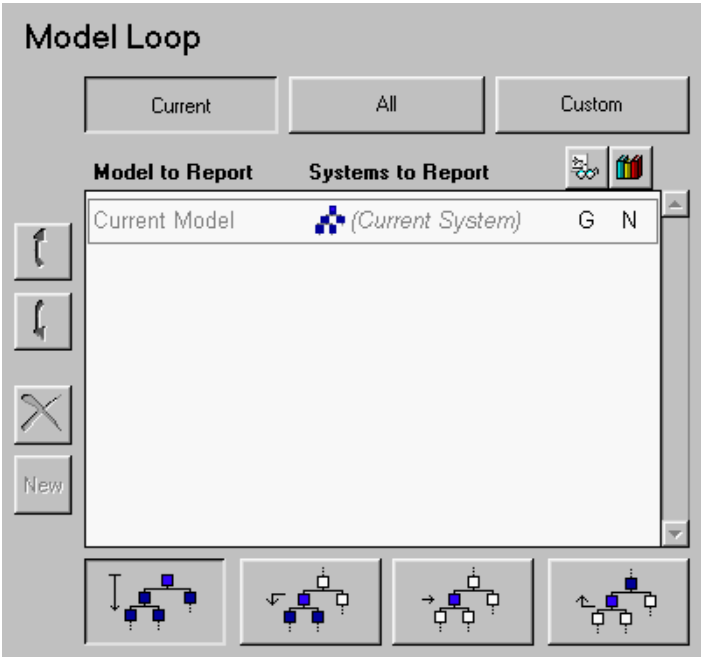 Model Loop
Current All Custom
Model to Report Systems to Report
Current Model (Current System) G N
New